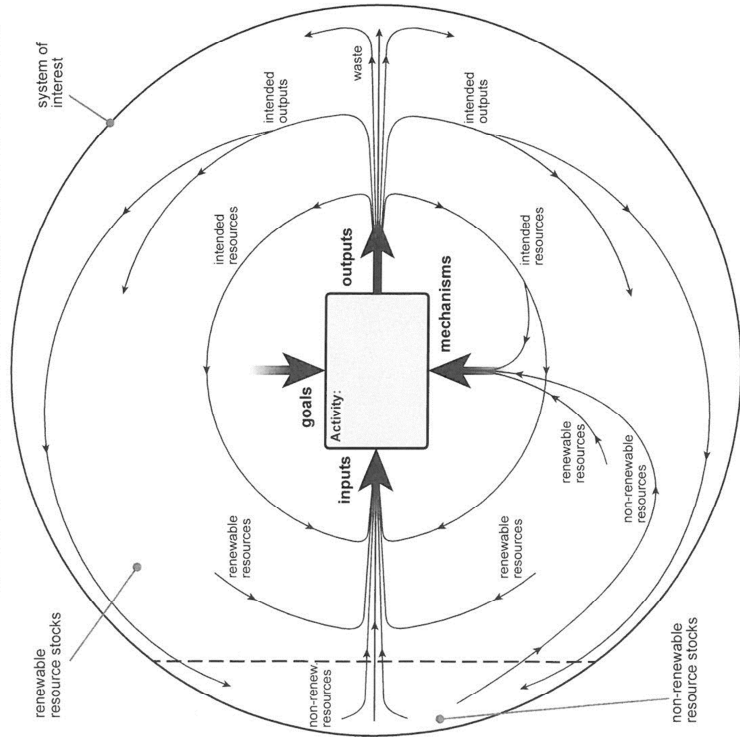 system of
interest
waste
intended
outputs
intended
outputs
intended
resources
intended
resources
outputs
mechanisms
goals
Activity:
inputs
renewable
resources
non-renewable
resources
renewable
resources
renewable
resources
non-renew.
resources
renewable
resource stocks
non-renewable
resource stocks